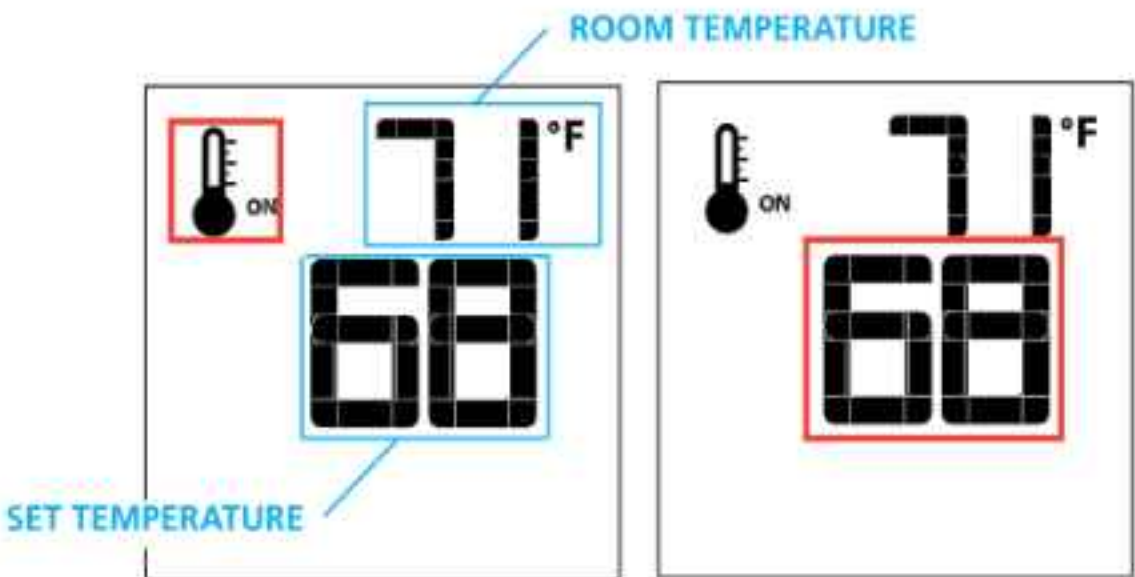 ROOM TEMPERATURE
71 °F
ON
68
SET TEMPERATURE
71 °F
ON
68